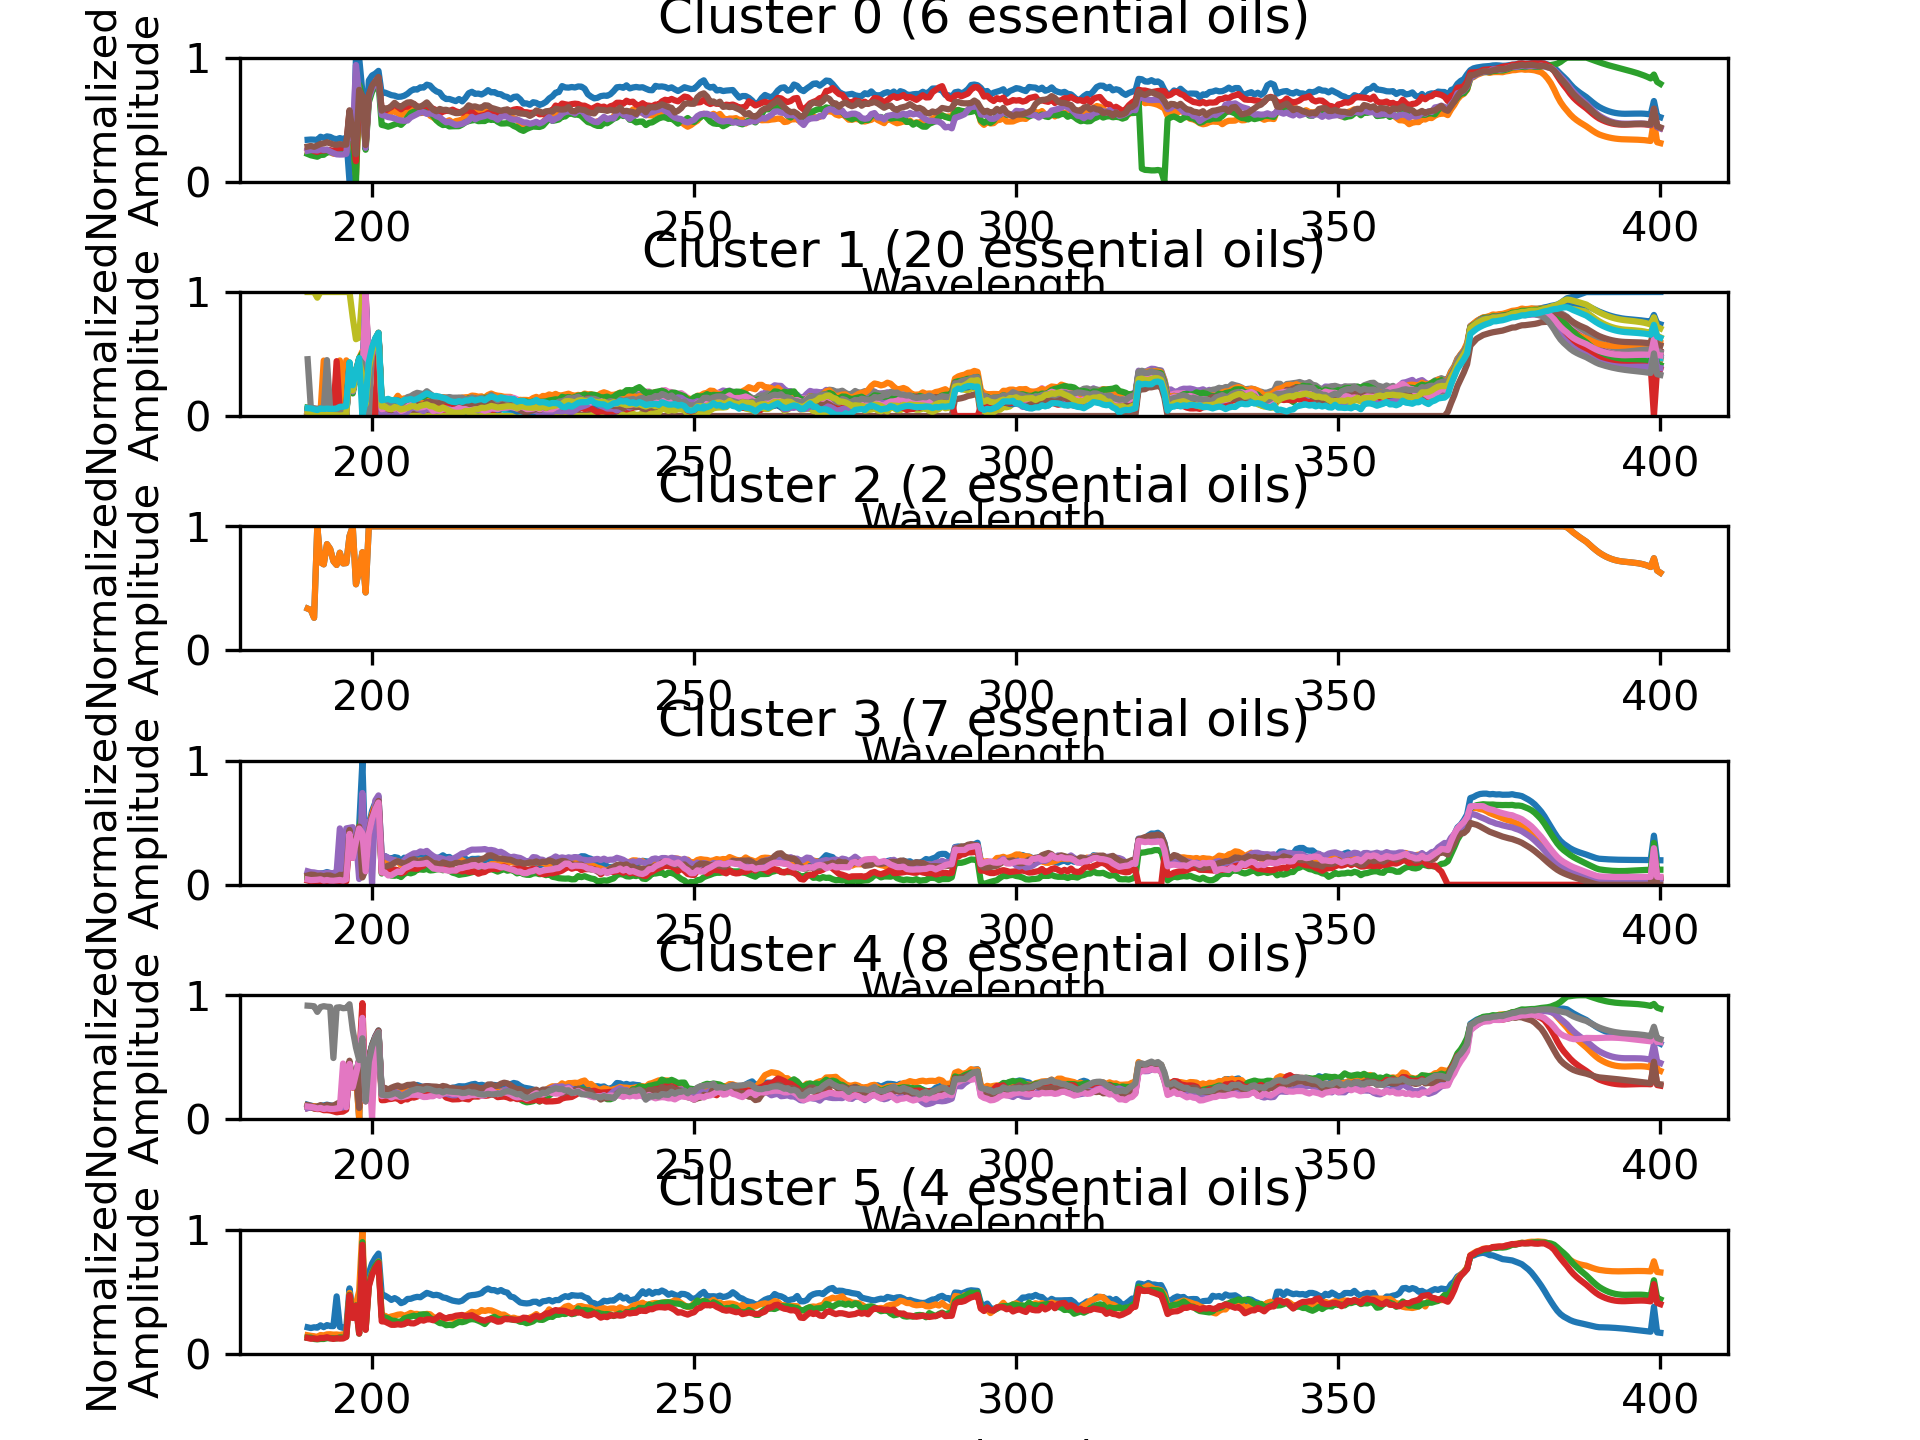 Cluster 0 (6 essential oils)
Normalized
Amplitude
1
0
200 250 300 350 400
Wavelength
Cluster 1 (20 essential oils)
Normalized
Amplitude
1
0
200 250 300 350 400
Wavelength
Cluster 2 (2 essential oils)
Normalized
Amplitude
1
0
200 250 300 350 400
Wavelength
Cluster 3 (7 essential oils)
Normalized
Amplitude
1
0
200 250 300 350 400
Wavelength
Cluster 4 (8 essential oils)
Normalized
Amplitude
1
0
200 250 300 350 400
Wavelength
Cluster 5 (4 essential oils)
Normalized
Amplitude
1
0
200 250 300 350 400